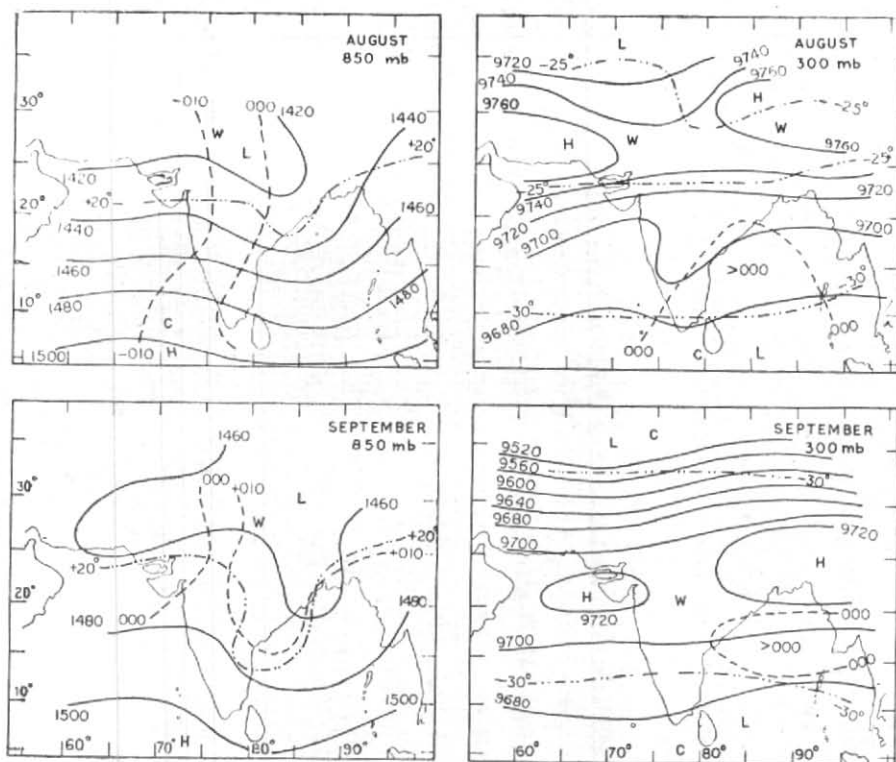 AUGUST
850 mb
30°
20°
10°
-010
000
1420
W
L
1440
+20°
1420
+20°
1440
1460
1460
1480
1480
C
H
1500
-010
AUGUST
300 mb
L
9720
-25°
9740
9740
9760
9760
H
-25°
H
W
W
9760
-25°
-25°
9740
9720
9720
9700
9700
>000
-30°
-30°
9680
000
000
C
L
SEPTEMBER
850 mb
30°
20°
10°
1460
000
+010
L
1460
W
+20°
+010
+20°
1480
000
1480
1500
1500
H
60°
70°
80°
90°
SEPTEMBER
300 mb
L
C
9520
9560
9600
-30°
9640
9680
9700
9720
H
H
W
9720
000
9700
>000
000
-30°
9680
-30°
L
C
60°
70°
80°
90°